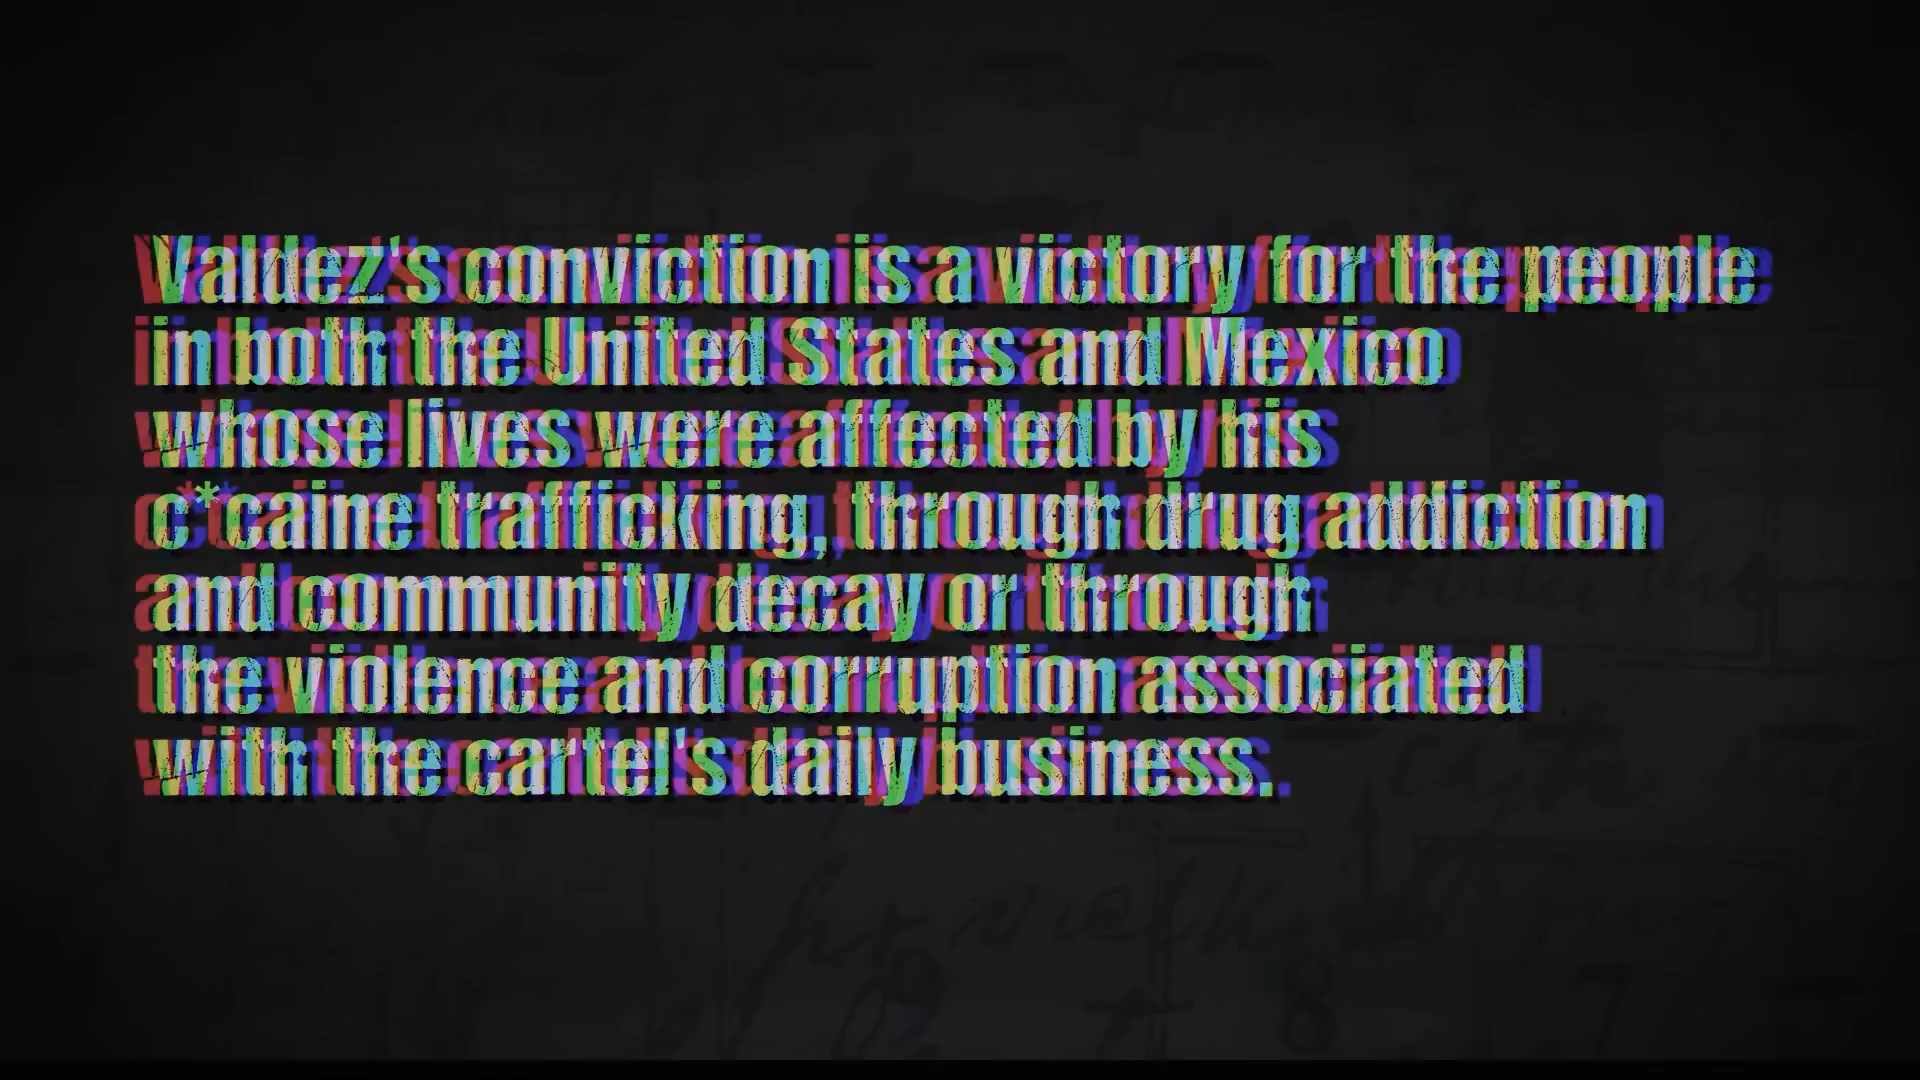 Valdez's conviction is a victory for the people
in both the United States and Mexico
whose lives were affected by his
c*caine trafficking, through drug addiction
and community decay or through
the violence and corruption associated
with the cartel's daily business.